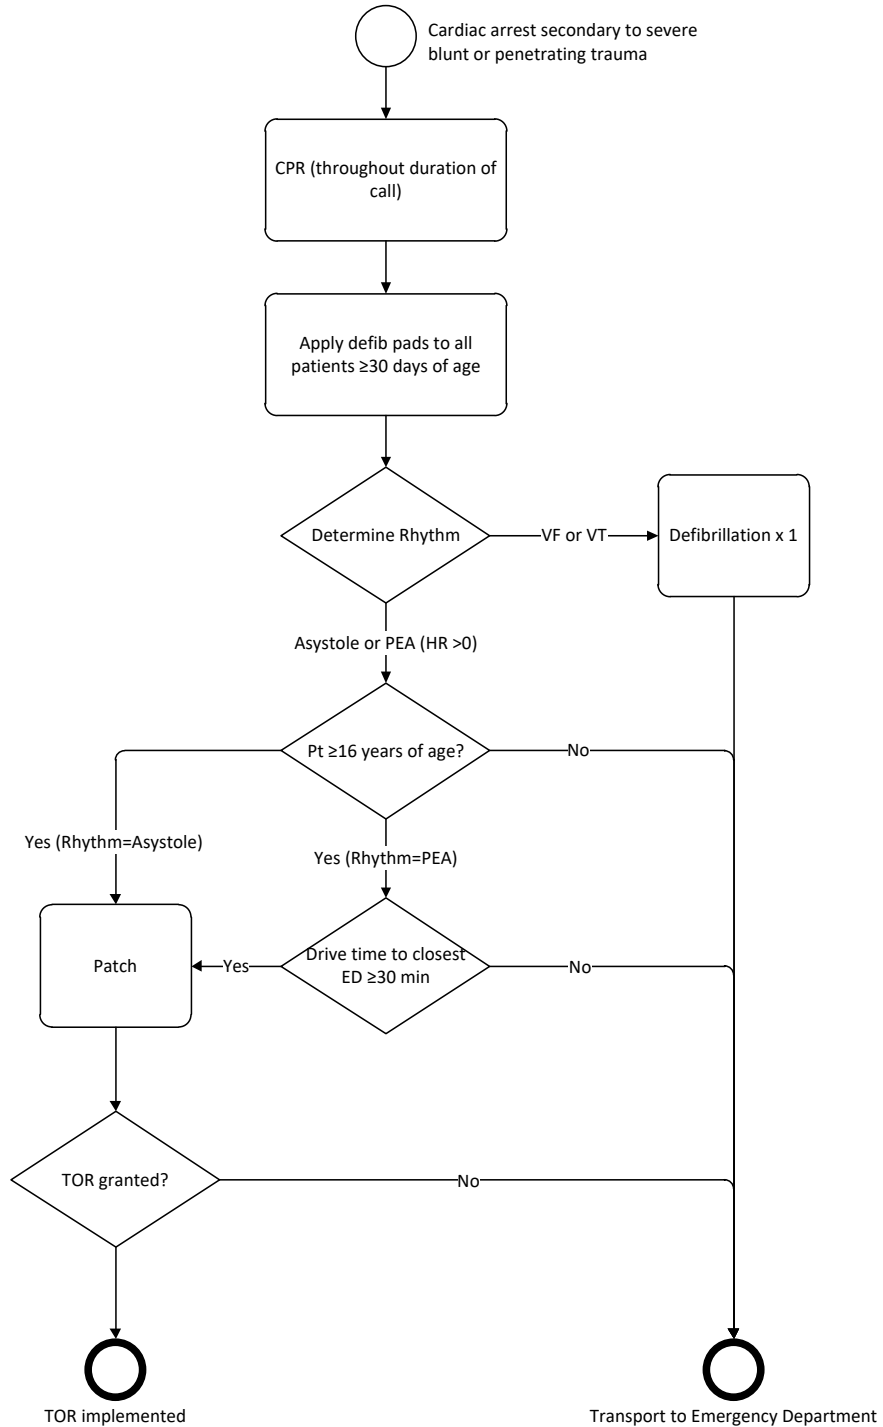 Cardiac arrest secondary to severe
blunt or penetrating trauma
CPR (throughout duration of
call)
Apply defib pads to all
patients ≥30 days of age
Determine Rhythm
VF or VT
Defibrillation x 1
Asystole or PEA (HR >0)
Pt ≥16 years of age?
No
Yes (Rhythm=Asystole)
Yes (Rhythm=PEA)
Patch
Yes
Drive time to closest
ED ≥30 min
No
TOR granted?
No
TOR implemented
Transport to Emergency Department